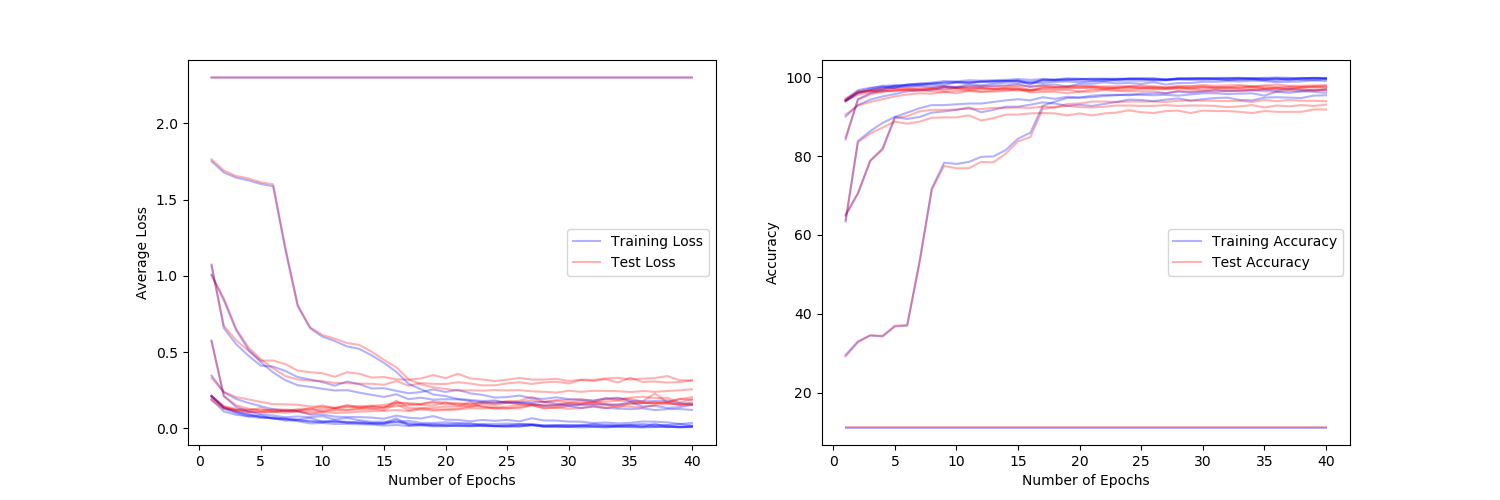 2.0
1.5
1.0
0.5
0.0
Average Loss
Training Loss
Test Loss
0 5 10 15 20 25 30 35 40
Number of Epochs
100
80
60
40
20
Accuracy
Training Accuracy
Test Accuracy
0 5 10 15 20 25 30 35 40
Number of Epochs